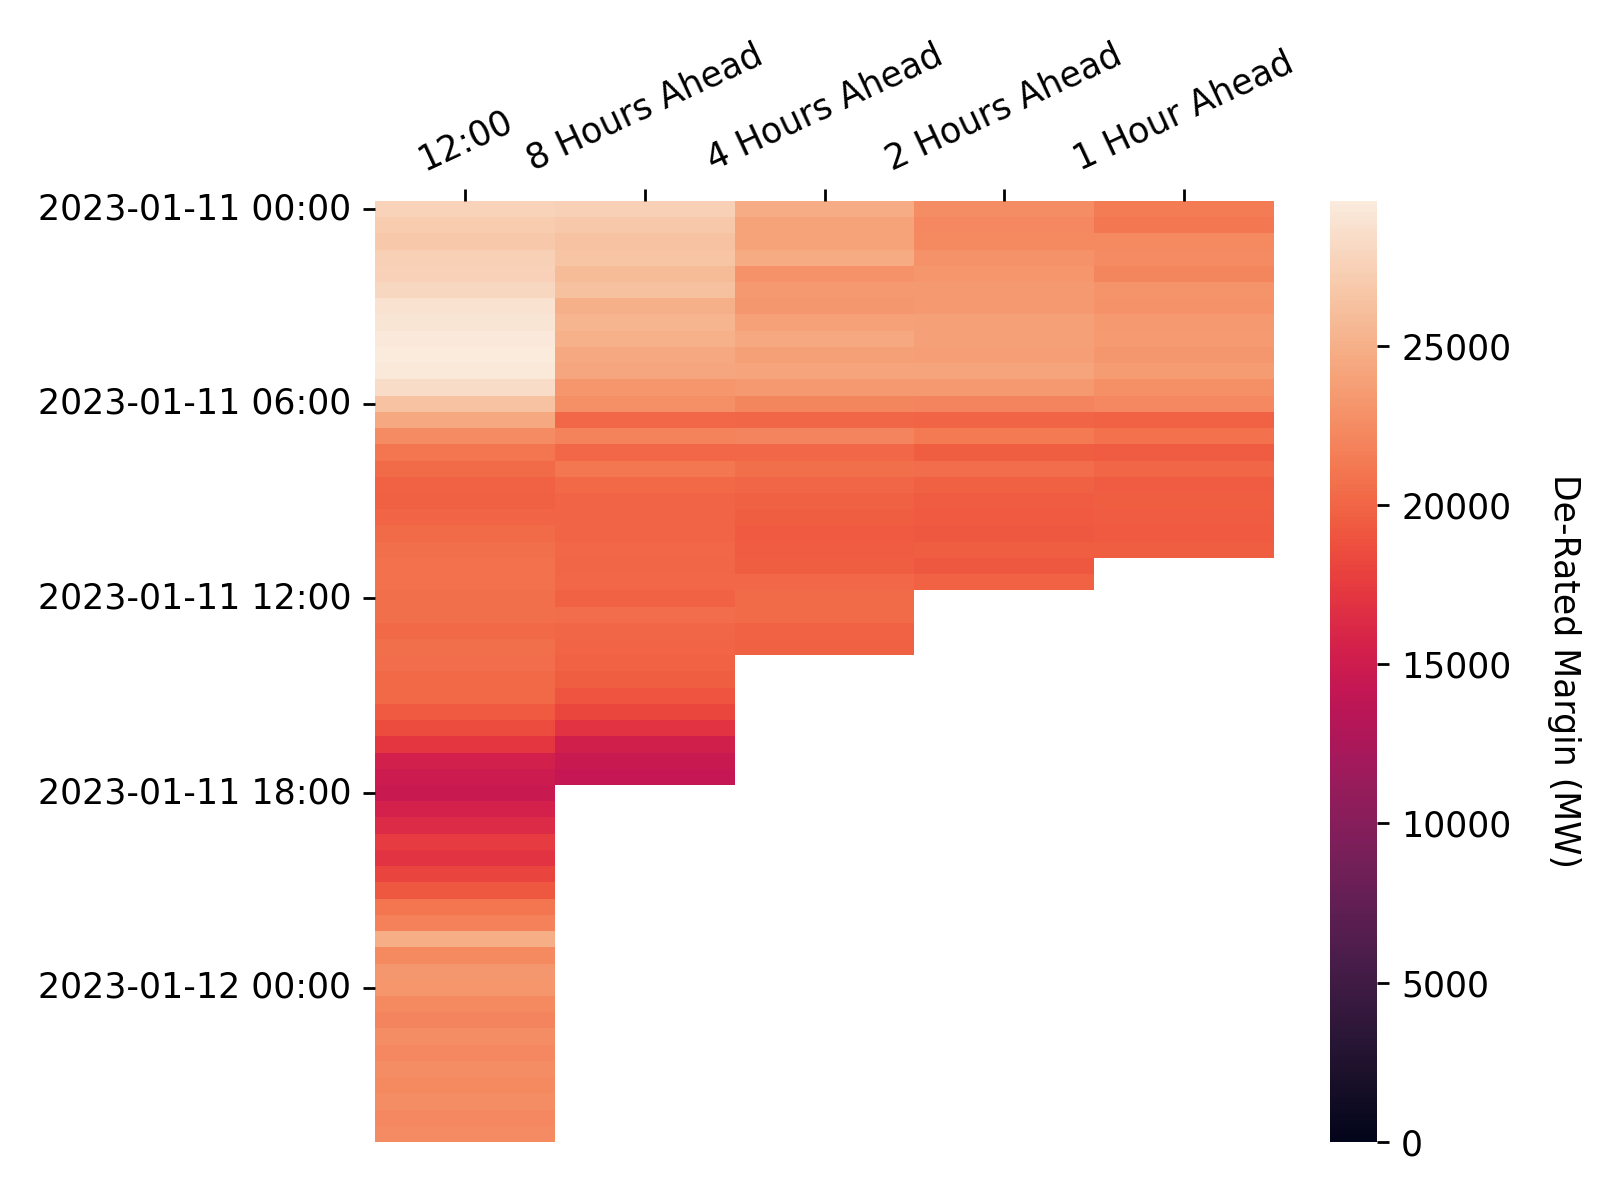 12:00
8 Hours Ahead
4 Hours Ahead
2 Hours Ahead
1 Hour Ahead
2023-01-11 00:00
2023-01-11 06:00
2023-01-11 12:00
2023-01-11 18:00
2023-01-12 00:00
25000
20000
15000
10000
5000
0
De-Rated Margin (MW)